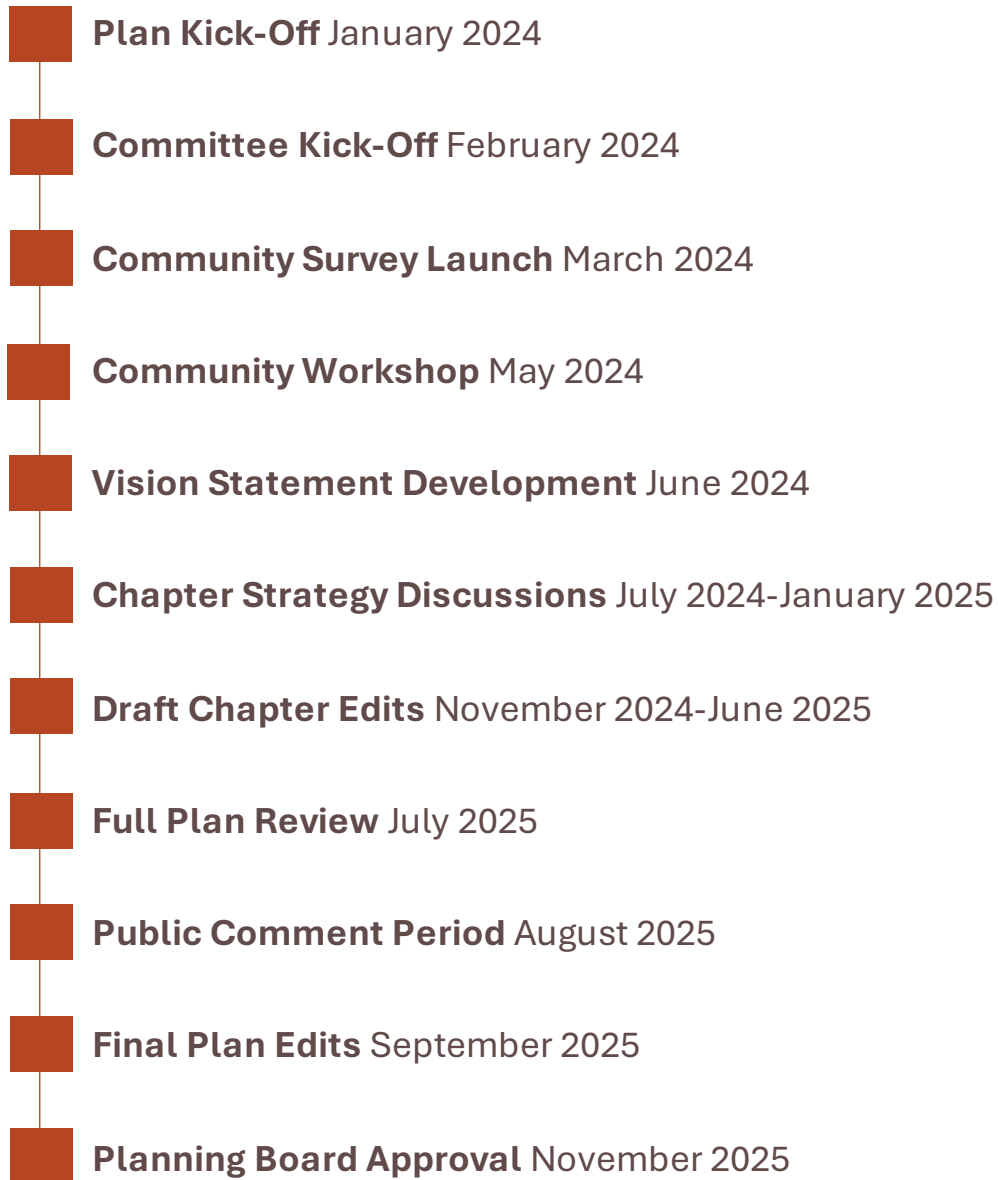 Plan Kick-Off January 2024
Committee Kick-Off February 2024
Community Survey Launch March 2024
Community Workshop May 2024
Vision Statement Development June 2024
Chapter Strategy Discussions July 2024-January 2025
Draft Chapter Edits November 2024-June 2025
Full Plan Review July 2025
Public Comment Period August 2025
Final Plan Edits September 2025
Planning Board Approval November 2025